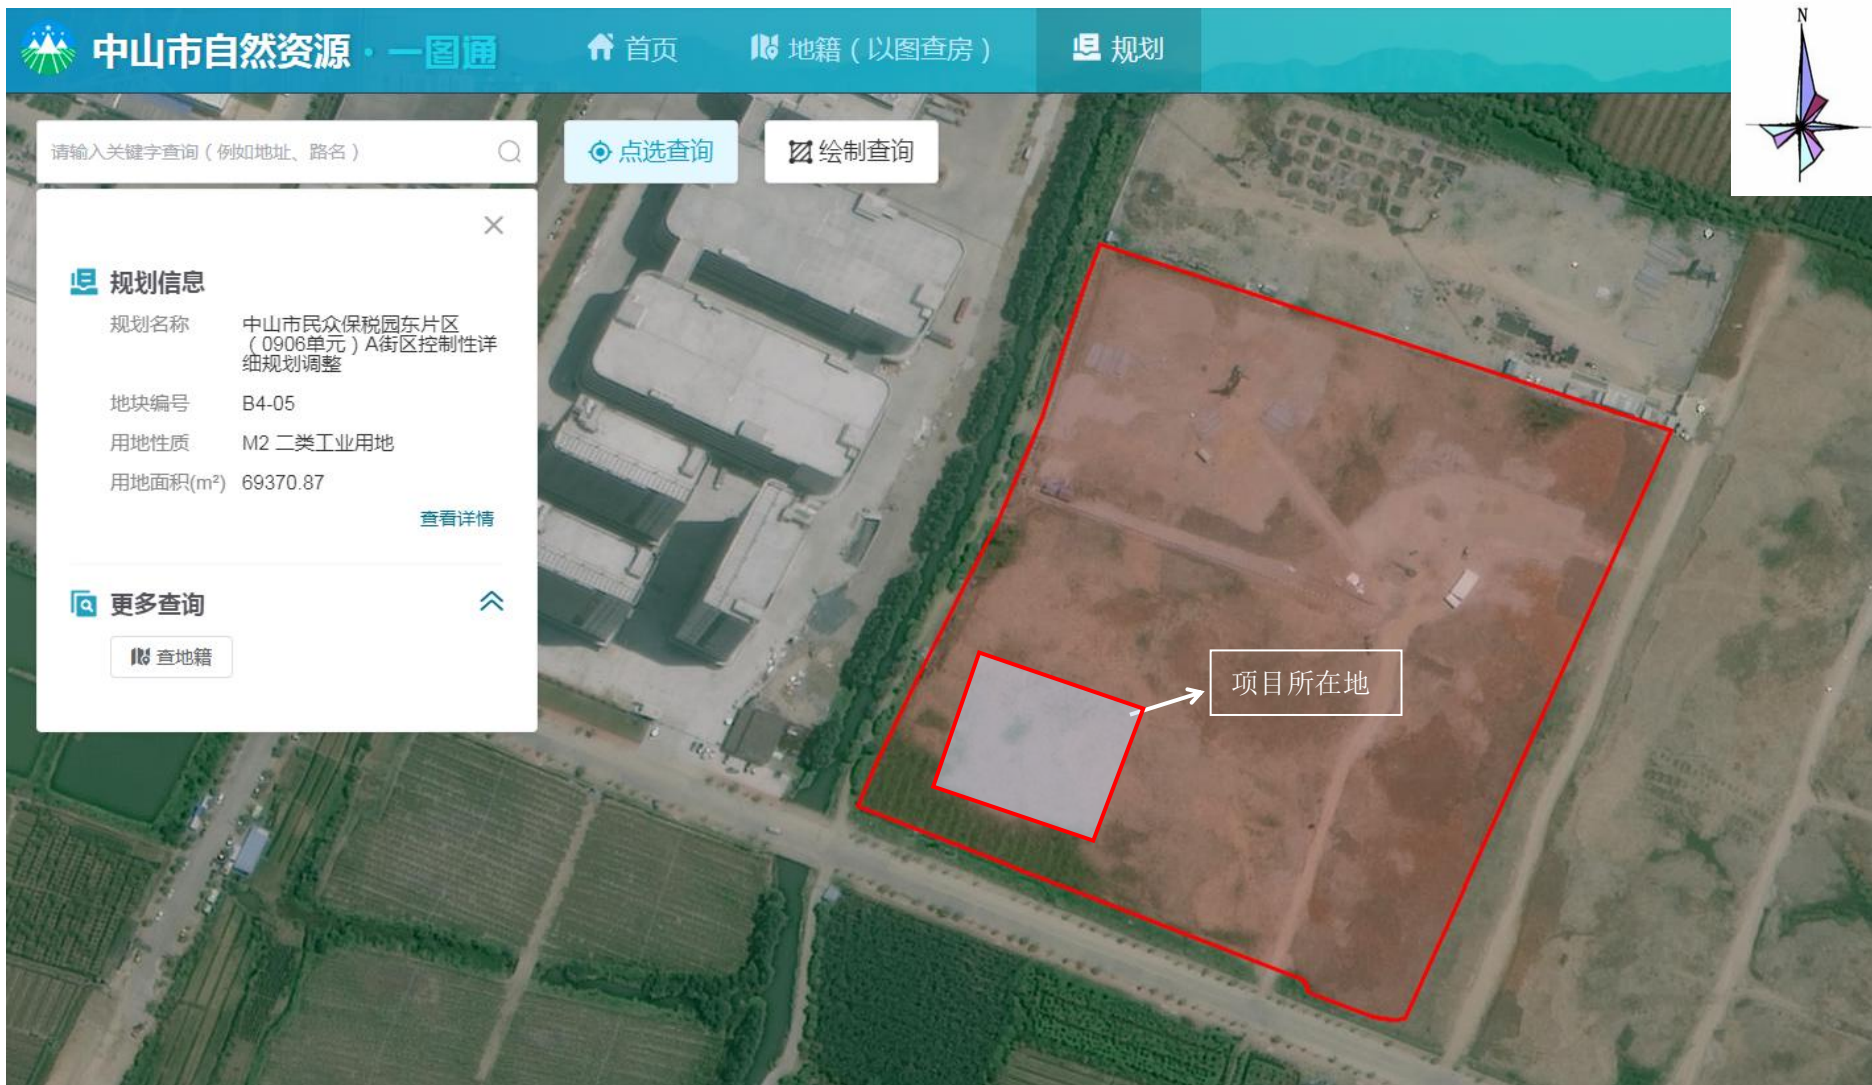 中山市自然资源·一图通
首页
地籍（以图查房）
规划
N
请输入关键字查询（例如地址、路名）
点选查询
绘制查询
规划信息
规划名称
中山市民众保税园东片区
（0906单元）A街区控制性详
细规划调整
地块编号 B4-05
用地性质 M2 二类工业用地
用地面积(m²) 69370.87
查看详情
更多查询
查地籍
项目所在地